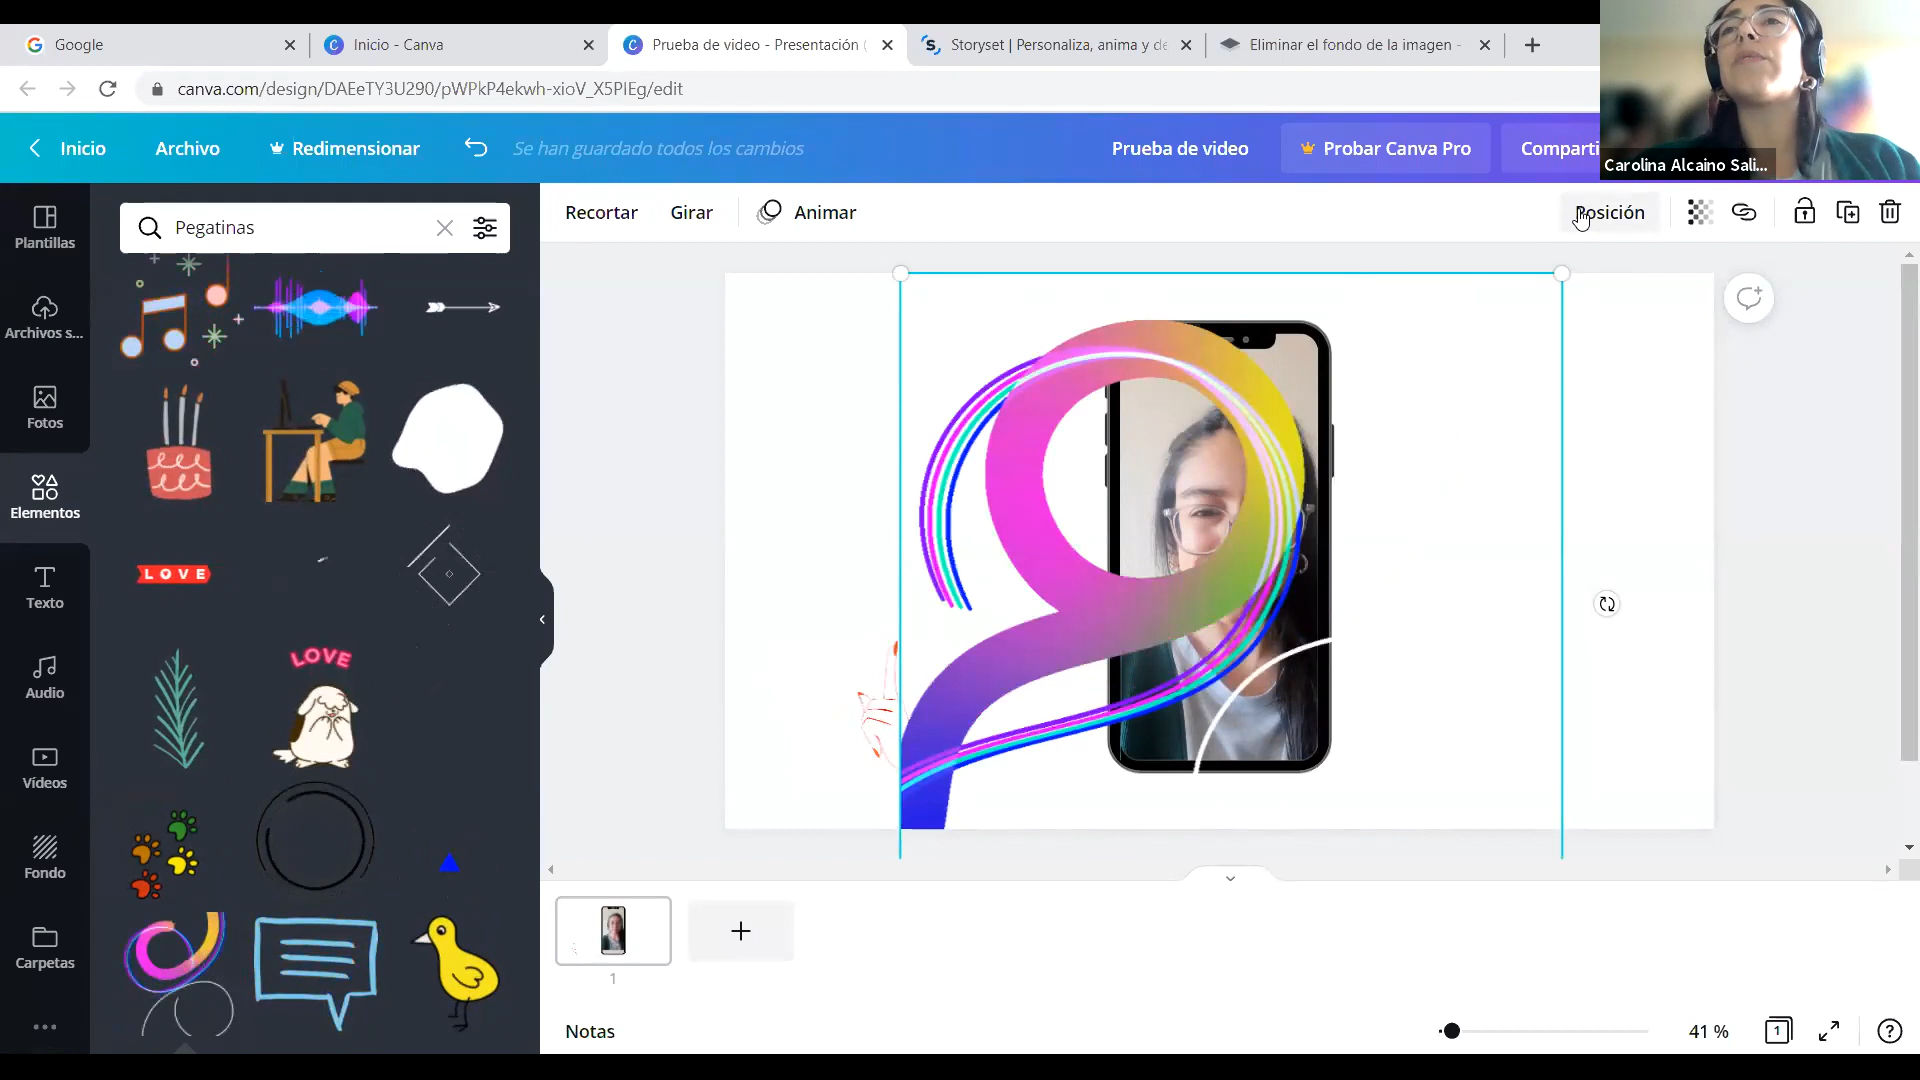 Google
Inicio - Canva
Prueba de video - Presentación (
Storyset | Personaliza, anima y de
Eliminar el fondo de la imagen -
canva.com/design/DAEeTY3U290/pWPkP4ekwh-xioV_X5PlEg/edit
Inicio
Archivo
Redimensionar
Se han guardado todos los cambios
Prueba de video
Probar Canva Pro
Comparti
Carolina Alcaino Sali...
Plantillas
Archivos s...
Fotos
Elementos
Texto
Audio
Vídeos
Fondo
Carpetas
Pegatinas
LOVE
LOVE
Recortar
Girar
Animar
Posición
1
Notas
41 %
1